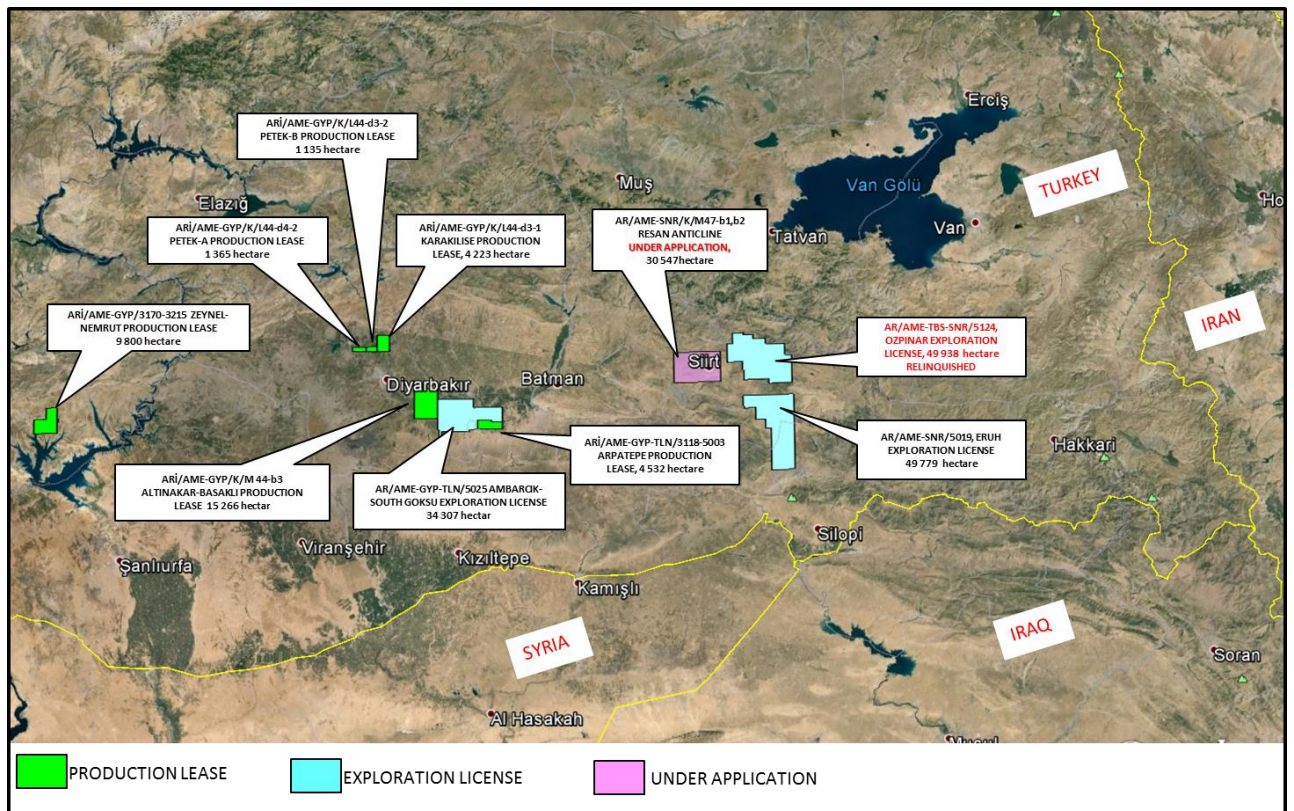 Erciş
ARİ/AME-GYP/K/L44-d3-2
PETEK-B PRODUCTION LEASE
1 135 hectare
Muş
Van Gölü
TURKEY
Elazığ
ARİ/AME-GYP/K/L44-d4-2
PETEK-A PRODUCTION LEASE
1 365 hectare
ARİ/AME-GYP/K/L44-d3-1
KARAKILISE PRODUCTION
LEASE, 4 223 hectare
AR/AME-SNR/K/M47-b1,b2
RESAN ANTICLINE
UNDER APPLICATION,
30 547hectare
Tatvan
Van
Ho
IRAN
ARİ/AME-GYP/3170-3215 ZEYNEL-
NEMRUT PRODUCTION LEASE
9 800 hectare
AR/AME-TBS-SNR/5124,
OZPINAR EXPLORATION
LICENSE, 49 938 hectare
RELINQUISHED
Siirt
Diyarbakır
Batman
ARİ/AME-GYP/K/M 44-b3
ALTINAKAR-BASAKLI PRODUCTION
LEASE 15 266 hectar
AR/AME-GYP-TLN/5025 AMBARCIK-
SOUTH GOKSU EXPLORATION LICENSE
34 307 hectar
ARİ/AME-GYP-TLN/3118-5003
ARPATEPE PRODUCTION
LEASE, 4 532 hectare
AR/AME-SNR/5019, ERUH
EXPLORATION LICENSE
49 779 hectare
Hakkari
Şanlıurfa
Viranşehir
Kızıltepe
Kamışlı
Silopi
SYRIA
IRAQ
Soran
Al Hasakah
PRODUCTION LEASE
EXPLORATION LICENSE
UNDER APPLICATION